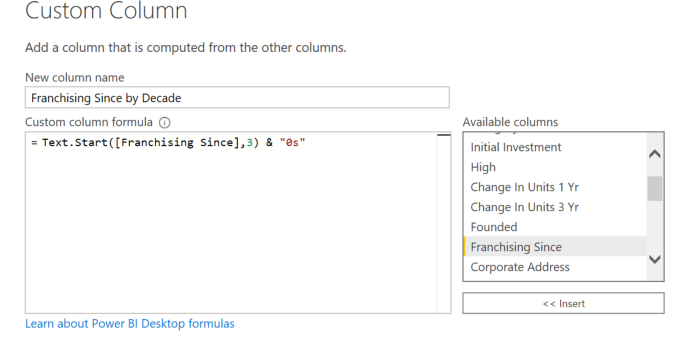 Custom Column
Add a column that is computed from the other columns.
New column name
Franchising Since by Decade
Custom column formula
Available columns
= Text.Start([Franchising Since],3) & "0s"
Initial Investment
High
Change In Units 1 Yr
Change In Units 3 Yr
Founded
Franchising Since
Corporate Address
<< Insert
Learn about Power BI Desktop formulas